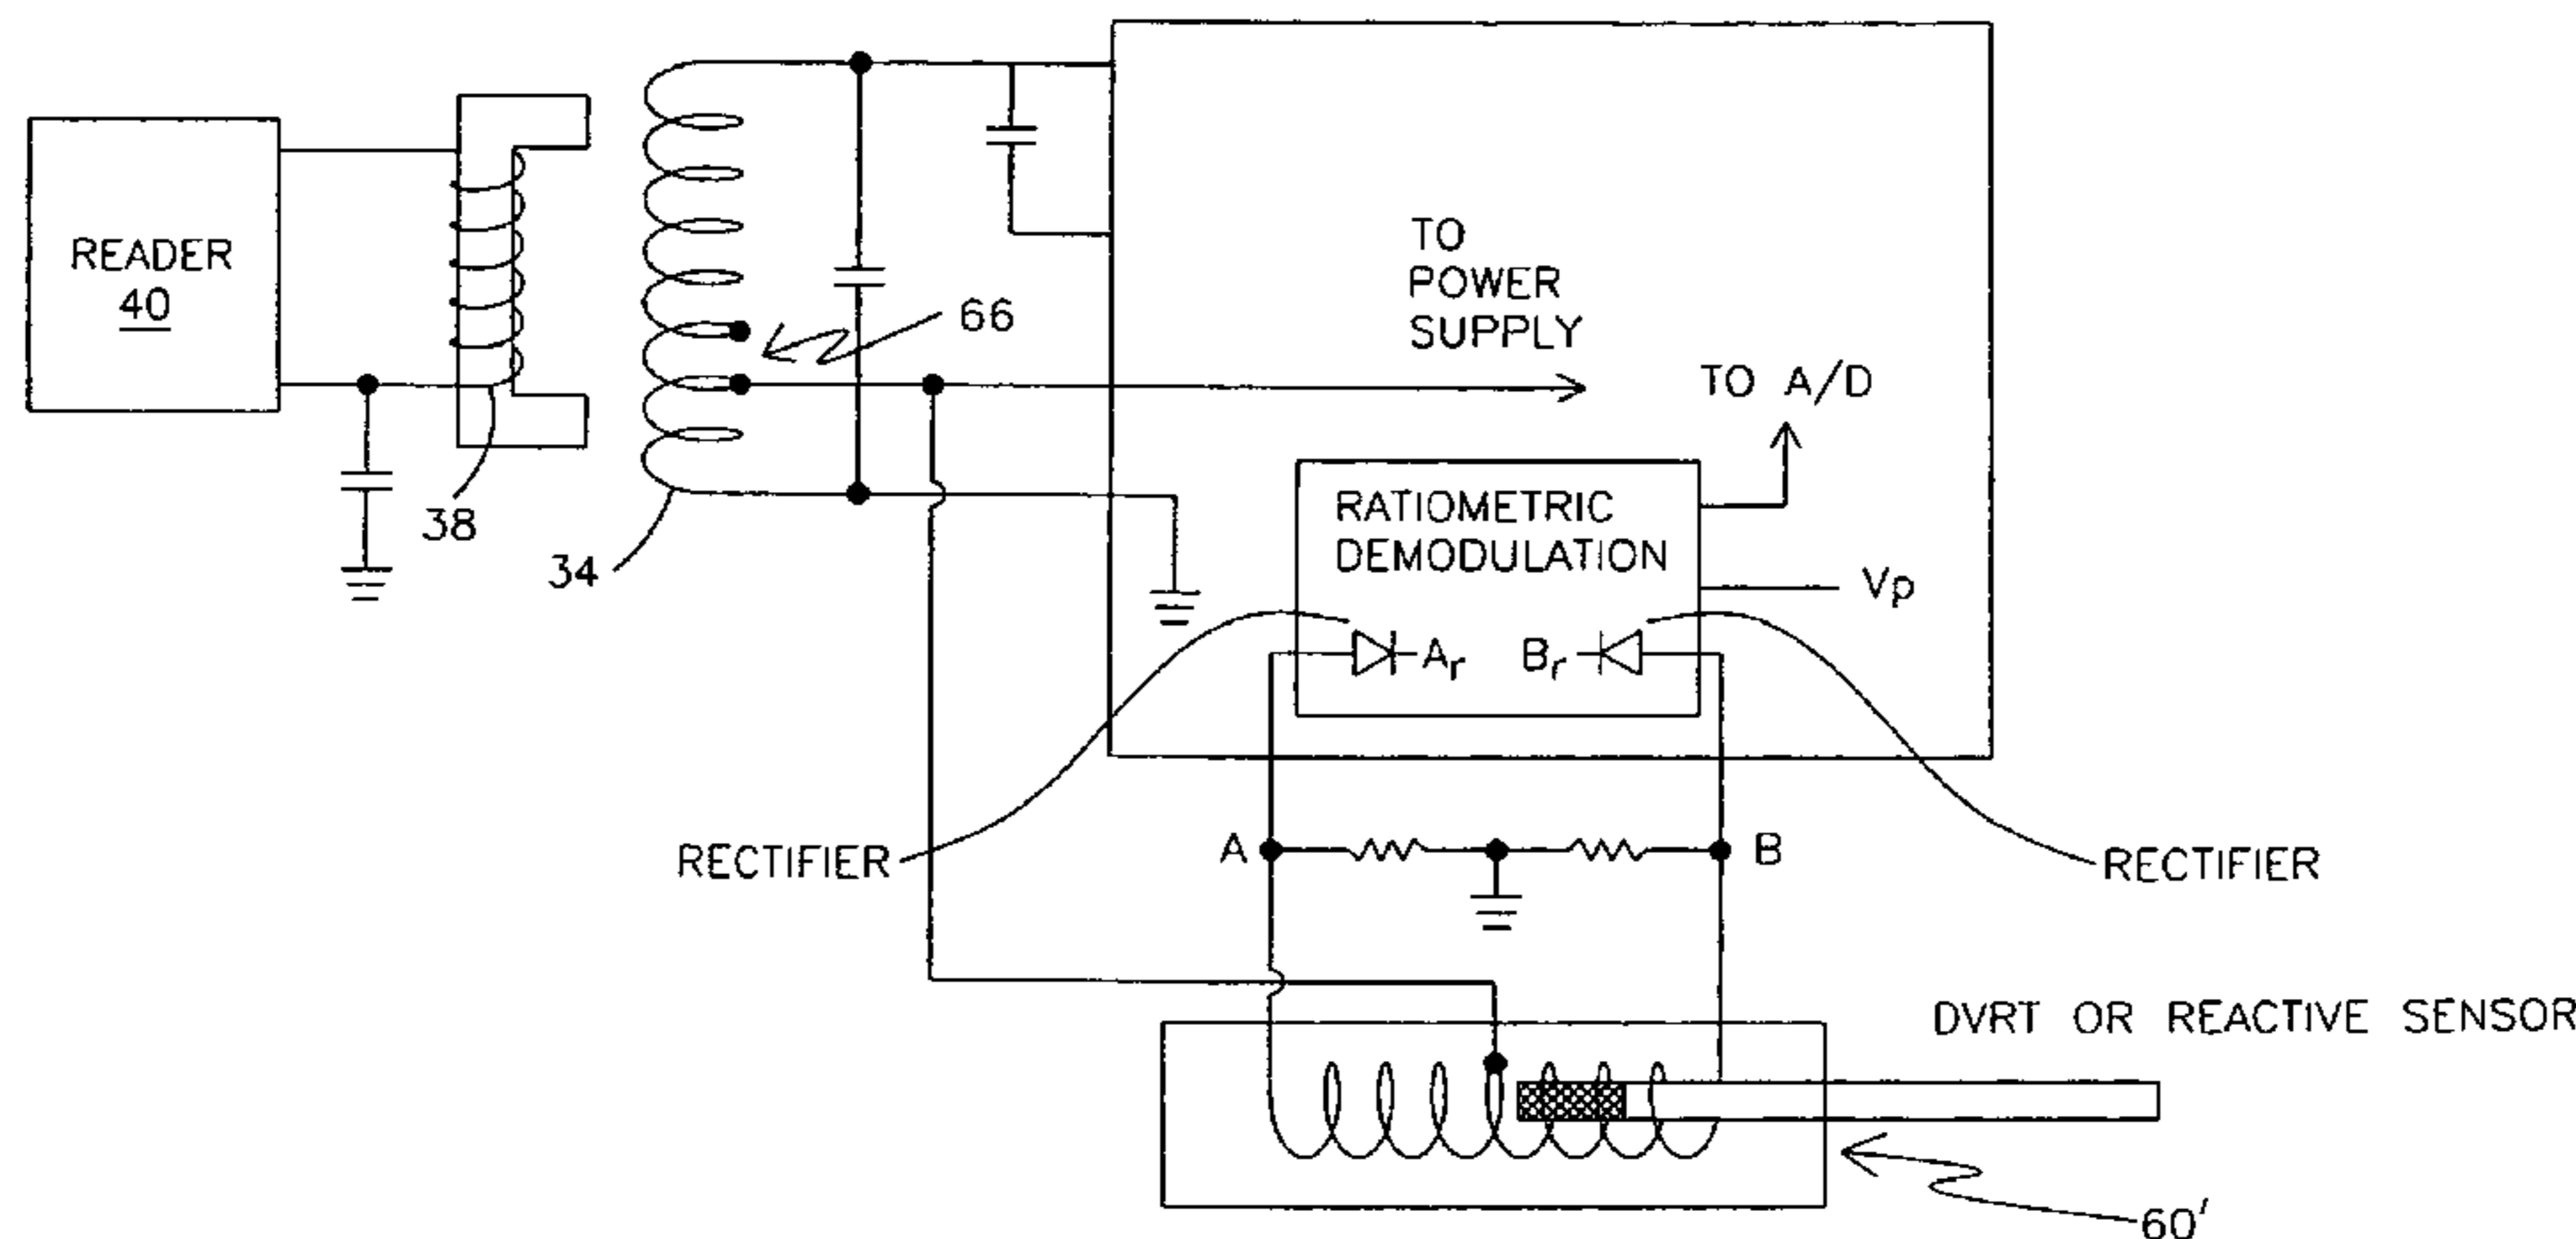 READER
40
38
34
66
TO
POWER
SUPPLY
TO A/D
RATIOMETRIC
DEMODULATION
Vp
Ar
Br
RECTIFIER
A
B
RECTIFIER
DVRT OR REACTIVE SENSOR
60'